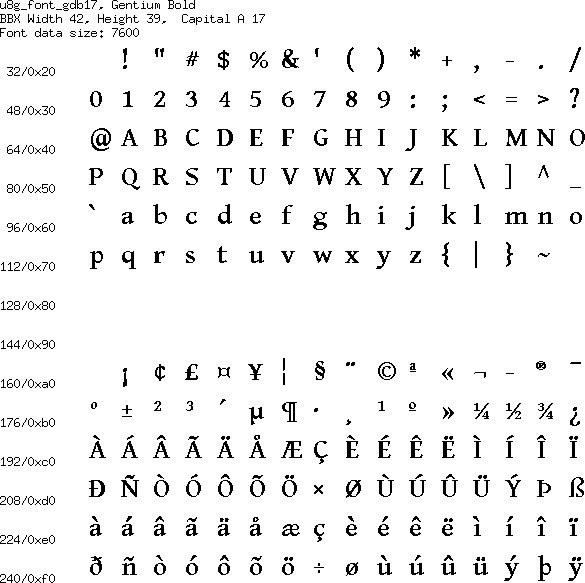 u8g_font_gdb17, Gentium Bold
BBX Width 42, Height 39,  Capital A 17
Font data size: 7600
32/0x20 ! " # $ % & ' ( ) * + , - . /
48/0x30 0 1 2 3 4 5 6 7 8 9 : ; < = > ?
64/0x40 @ A B C D E F G H I J K L M N O
80/0x50 P Q R S T U V W X Y Z [ \ ] ^ _
96/0x60 ` a b c d e f g h i j k l m n o
112/0x70 p q r s t u v w x y z { | } ~
128/0x80
144/0x90
160/0xa0 ¡ ¢ £ ¤ ¥ ¦ § ¨ © ª « ¬ - ® ¯
176/0xb0 º ± ² ³ ´ µ ¶ · ¸ ¹ º » ¼ ½ ¾ ¿
192/0xc0 À Á Â Ã Ä Å Æ Ç È É Ê Ë Ì Í Î Ï
208/0xd0 Ð Ñ Ò Ó Ô Õ Ö × Ø Ù Ú Û Ü Ý Þ ß
224/0xe0 à á â ã ä å æ ç è é ê ë ì í î ï
240/0xf0 ð ñ ò ó ô õ ö ÷ ø ù ú û ü ý þ ÿ